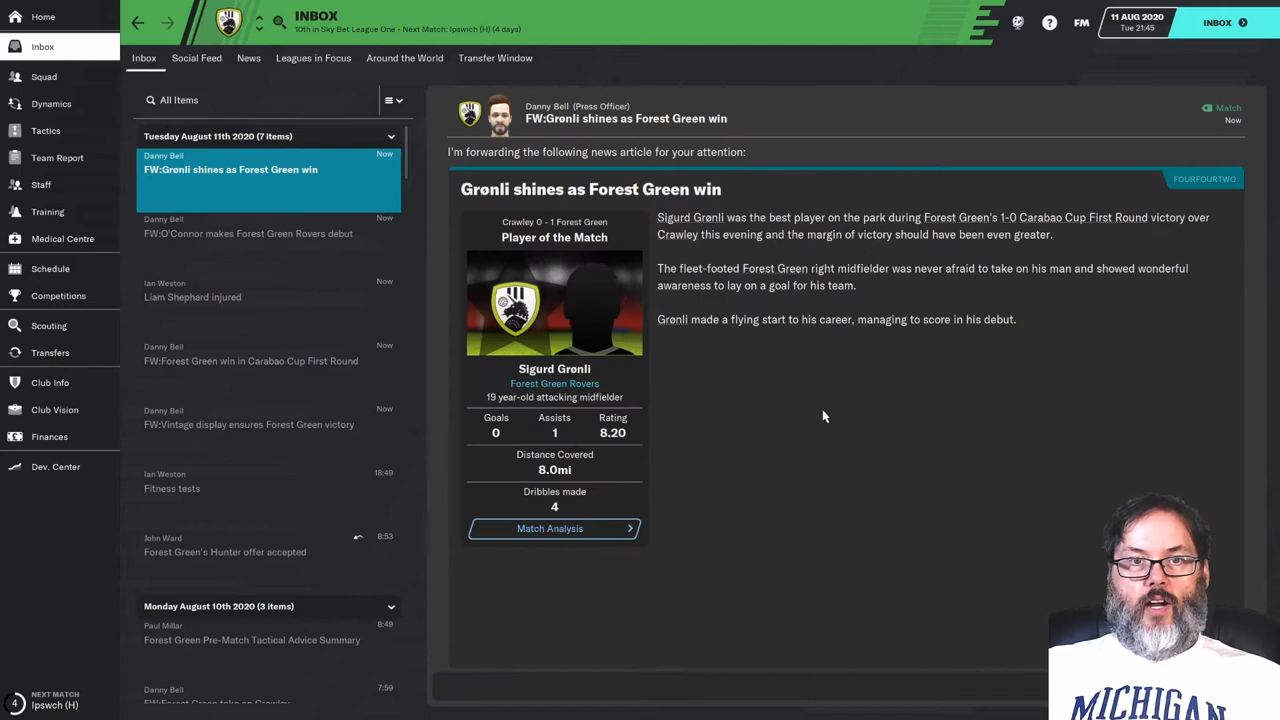 Home
Inbox
Squad
Dynamics
Tactics
Team Report
Staff
Training
Medical Centre
Schedule
Competitions
Scouting
Transfers
Club Info
Club Vision
Finances
Dev. Center
4
NEXT MATCH
Ipswch (H)
INBOX
10th in Sky Bet League One - Next Match: Ipswich (H) (4 days)
?
FM
11 AUG 2020
Tue 21:45
INBOX
Inbox
Social Feed
News
Leagues in Focus
Around the World
Transfer Window
All Items
Tuesday August 11th 2020 (7 items)
Danny Bell
Now
FW:Grønli shines as Forest Green win
Danny Bell
Now
FW:O'Connor makes Forest Green Rovers debut
Ian Weston
Now
Liam Shephard injured
Danny Bell
Now
FW:Forest Green win in Carabao Cup First Round
Danny Bell
Now
FW:Vintage display ensures Forest Green victory
Ian Weston
18:49
Fitness tests
John Ward
8:53
Forest Green's Hunter offer accepted
Monday August 10th 2020 (3 items)
Paul Millar
8:49
Forest Green Pre-Match Tactical Advice Summary
Danny Bell
7:59
FW:Forest Green take on Crawley
Danny Bell (Press Officer)
FW:Grønli shines as Forest Green win
Match
Now
I'm forwarding the following news article for your attention:
FOURFOURTWO
Grønli shines as Forest Green win
Crawley 0 - 1 Forest Green
Player of the Match
Sigurd Grønli
Forest Green Rovers
19 year-old attacking midfielder
Goals Assists Rating
0 1 8.20
Distance Covered
8.0mi
Dribbles made
4
Match Analysis
Sigurd Grønli was the best player on the park during Forest Green's 1-0 Carabao Cup First Round victory over
Crawley this evening and the margin of victory should have been even greater.
The fleet-footed Forest Green right midfielder was never afraid to take on his man and showed wonderful
awareness to lay on a goal for his team.
Grønli made a flying start to his career, managing to score in his debut.
MICHIGAN